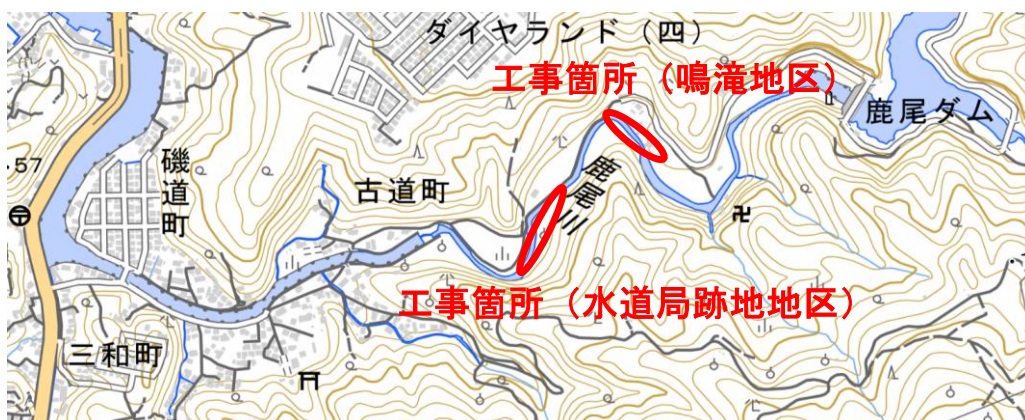 ダイヤランド（四）
工事箇所（鳴滝地区）
鹿尾ダム
57
磯道町
古道町
鹿尾川
工事箇所（水道局跡地地区）
三和町